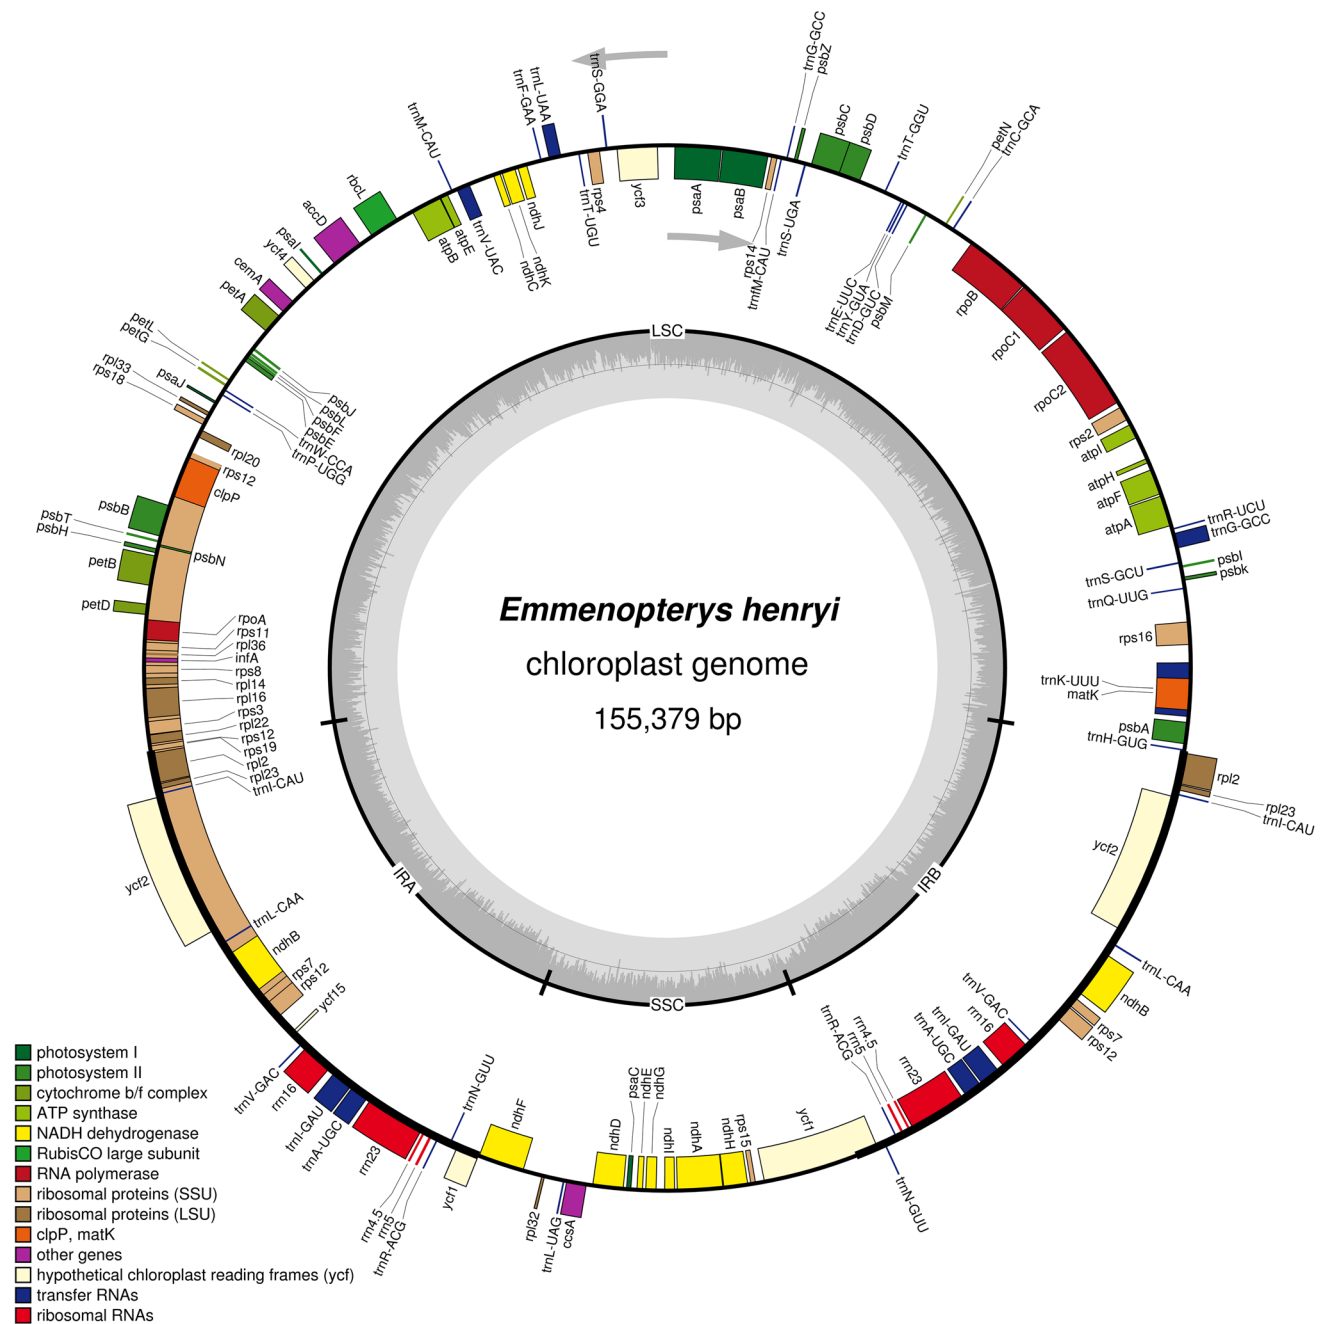 Emmenopterys henryi
chloroplast genome
155,379 bp
LSC
IRB
SSC
IRA
trnG-GCC
psbZ
psbC
psbD
trnT-GGU
petN
trnC-GCA
psaA
psaB
rps14
trnfM-CAU
trnS-UGA
trnE-UUC
trnY-GUA
trnD-GUC
psbM
rpoB
rpoC1
rpoC2
rps2
atpI
atpH
atpF
atpA
trnR-UCU
trnG-GCC
psbI
psbk
trnS-GCU
trnQ-UUG
rps16
trnK-UUU
matK
psbA
trnH-GUG
rpl2
rpl23
trnI-CAU
ycf2
trnL-CAA
ndhB
rps7
rps12
trnV-GAC
rrn16
trnI-GAU
trnA-UGC
rrn23
rrn4.5
rrn5
trnR-ACG
trnN-GUU
ycf1
rps15
ndhH
ndhA
ndhI
ndhG
ndhE
psaC
ndhD
ccsA
trnL-UAG
rpl32
ndhF
ycf1
trnN-GUU
trnR-ACG
rrn5
rrn4.5
rrn23
trnA-UGC
trnI-GAU
rrn16
trnV-GAC
ycf15
rps12
rps7
ndhB
trnL-CAA
ycf2
trnI-CAU
rpl23
rpl2
rps19
rps12
rpl22
rps3
rpl16
rpl14
rps8
infA
rpl36
rps11
rpoA
petD
petB
psbH
psbT
psbB
psbN
clpP
rps12
rpl20
rps18
rpl33
psaJ
trnP-UGG
trnW-CCA
psbE
psbF
psbL
psbJ
petG
petL
petA
cemA
ycf4
psaI
accD
rbcL
atpB
atpE
trnM-CAU
trnV-UAC
ndhC
ndhK
ndhJ
trnF-GAA
trnL-UAA
trnT-UGU
rps4
trnS-GGA
ycf3
photosystem I
photosystem II
cytochrome b/f complex
ATP synthase
NADH dehydrogenase
RubisCO large subunit
RNA polymerase
ribosomal proteins (SSU)
ribosomal proteins (LSU)
clpP, matK
other genes
hypothetical chloroplast reading frames (ycf)
transfer RNAs
ribosomal RNAs